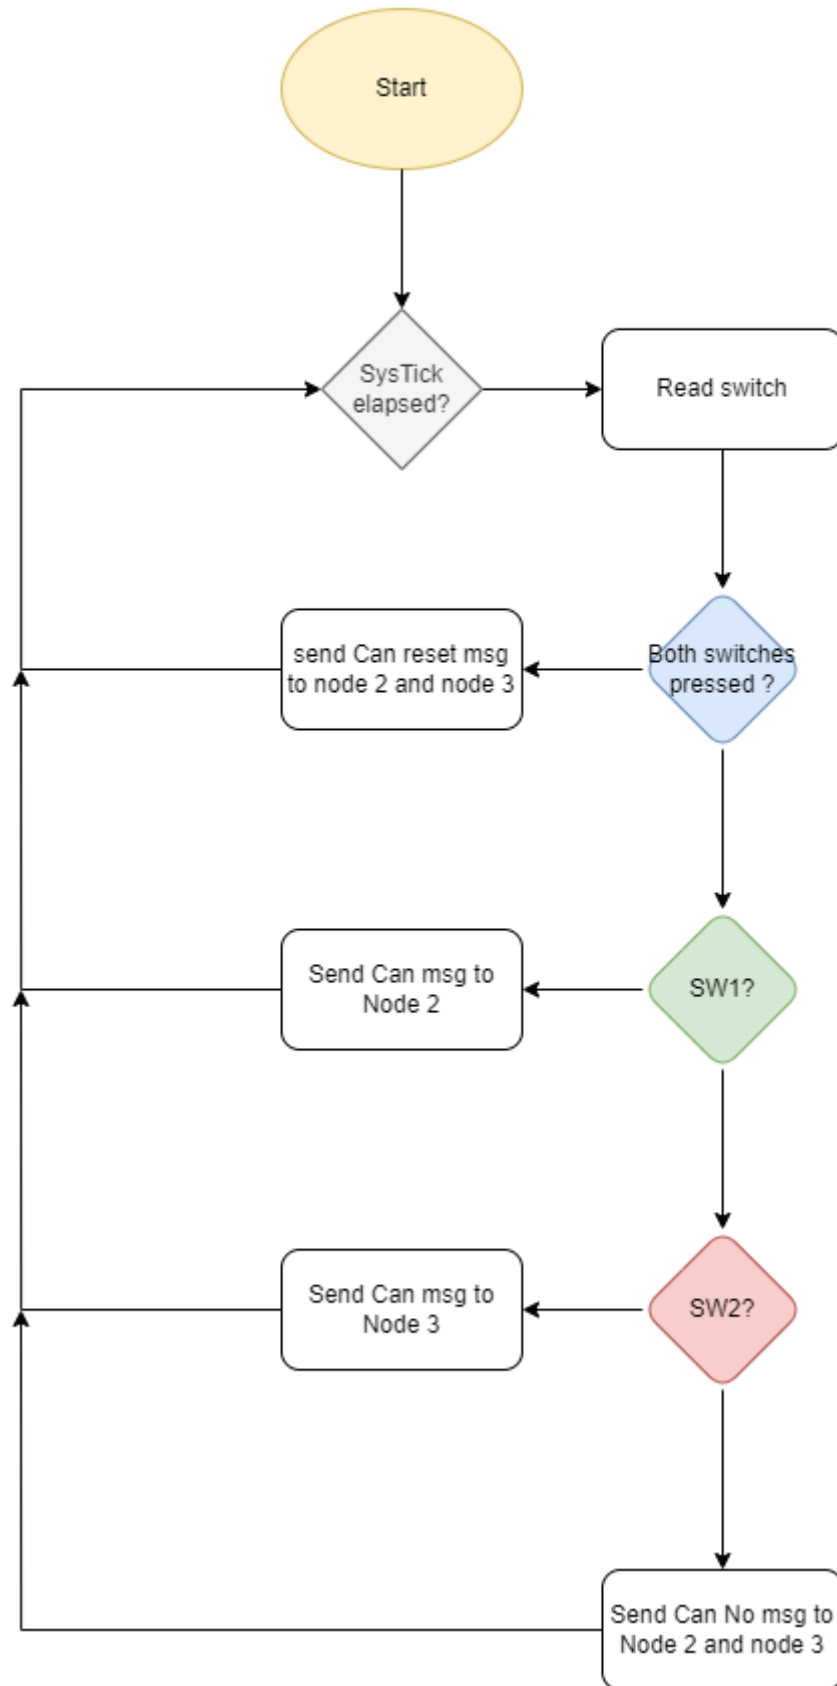 Start
SysTick
elapsed?
Read switch
Both switches
pressed ?
send Can reset msg
to node 2 and node 3
SW1?
Send Can msg to
Node 2
SW2?
Send Can msg to
Node 3
Send Can No msg to
Node 2 and node 3